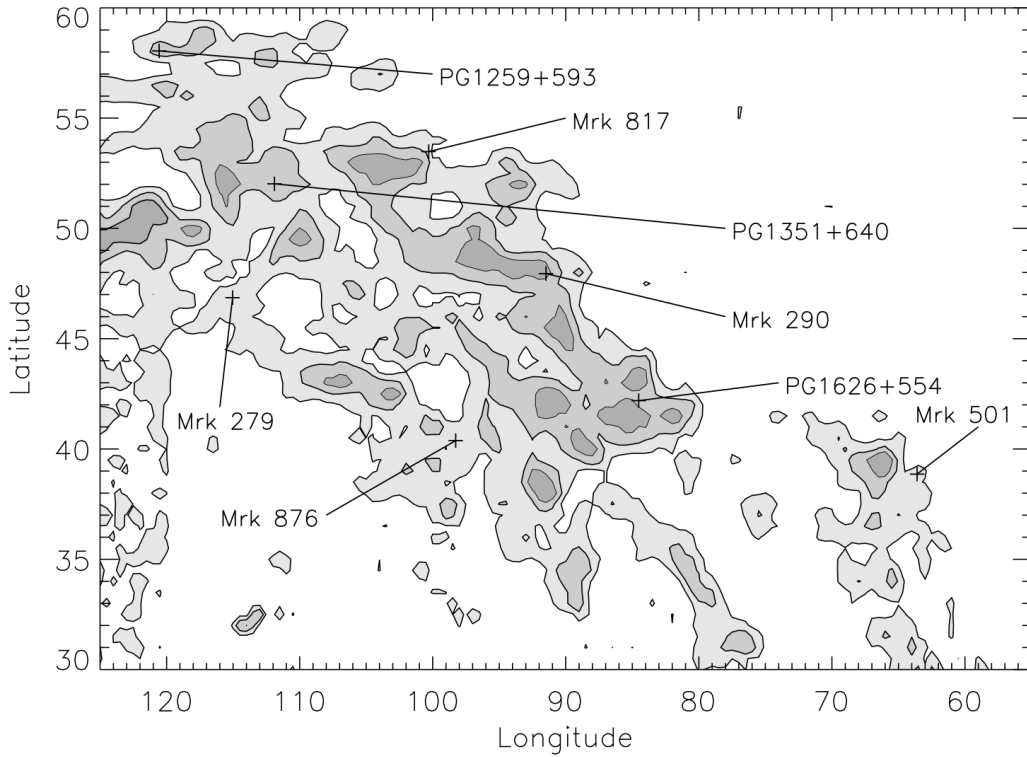 60
PG1259+593
55
Mrk 817
50
PG1351+640
Latitude
45
Mrk 290
PG1626+554
Mrk 279
Mrk 501
40
Mrk 876
35
30
120
110
100
90
80
70
60
Longitude